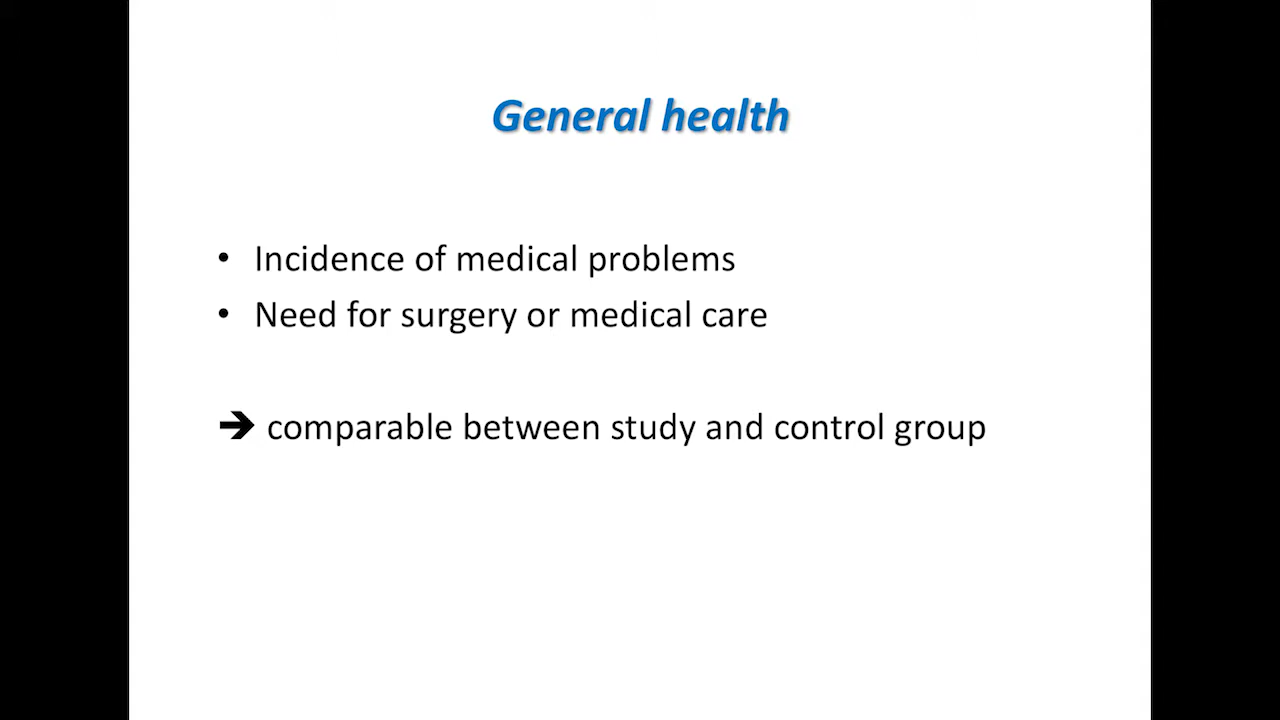 General health
• Incidence of medical problems
• Need for surgery or medical care
➔ comparable between study and control group